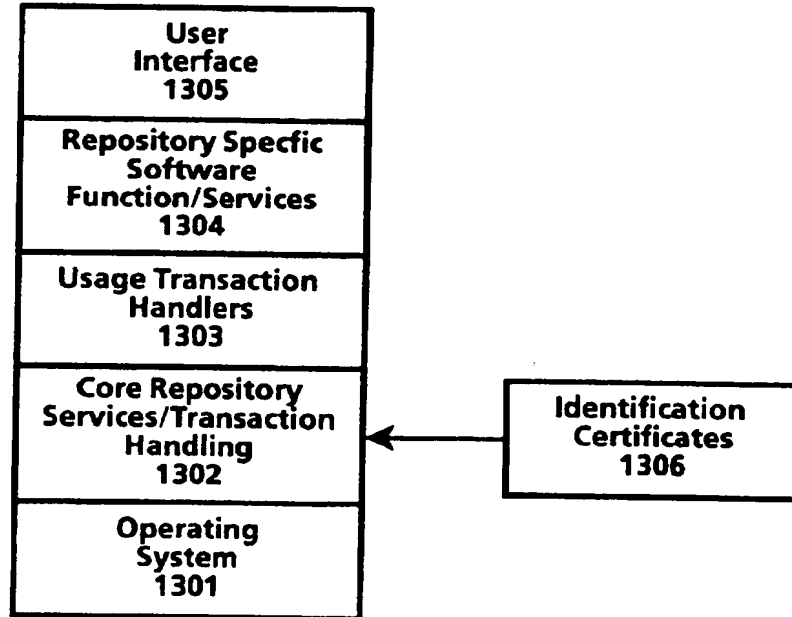 User
Interface
1305
Repository Specfic
Software
Function/Services
1304
Usage Transaction
Handlers
1303
Core Repository
Services/Transaction
Handling
1302
Identification
Certificates
1306
Operating
System
1301